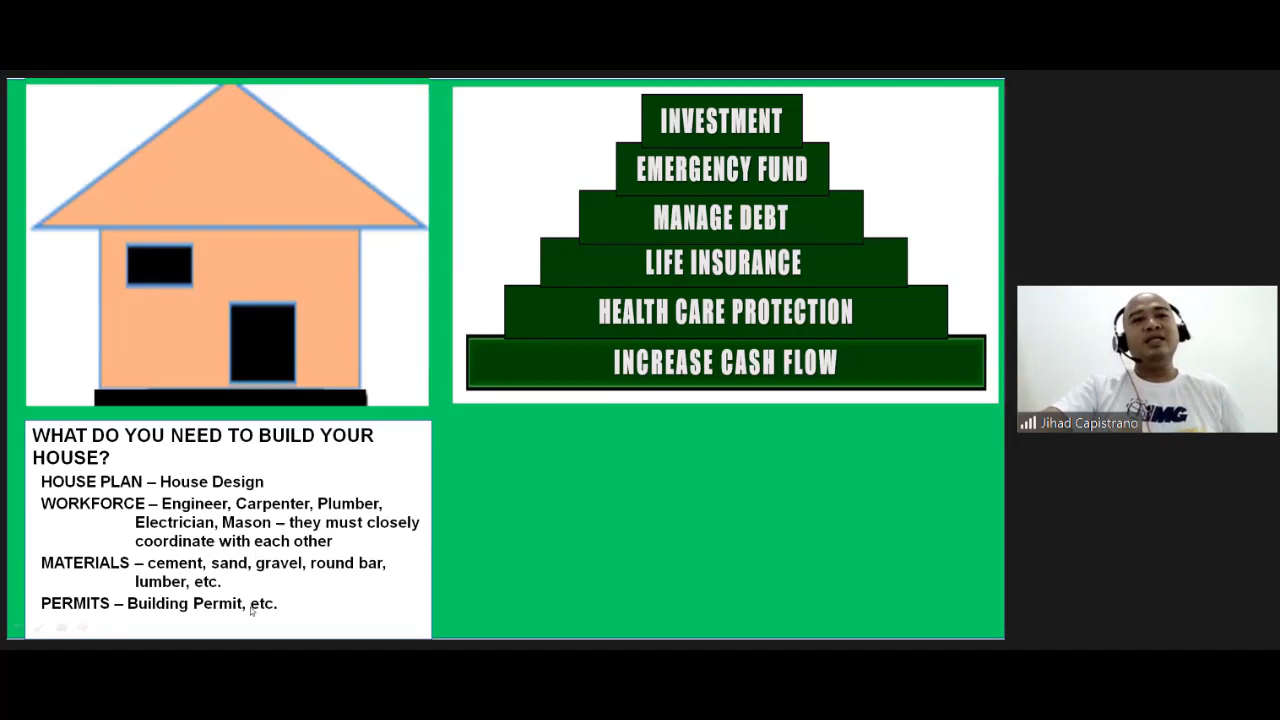 INVESTMENT
EMERGENCY FUND
MANAGE DEBT
LIFE INSURANCE
HEALTH CARE PROTECTION
INCREASE CASH FLOW
WHAT DO YOU NEED TO BUILD YOUR
HOUSE?
HOUSE PLAN – House Design
WORKFORCE – Engineer, Carpenter, Plumber,
Electrician, Mason – they must closely
coordinate with each other
MATERIALS – cement, sand, gravel, round bar,
lumber, etc.
PERMITS – Building Permit, etc.
IMG
Jihad Capistrano